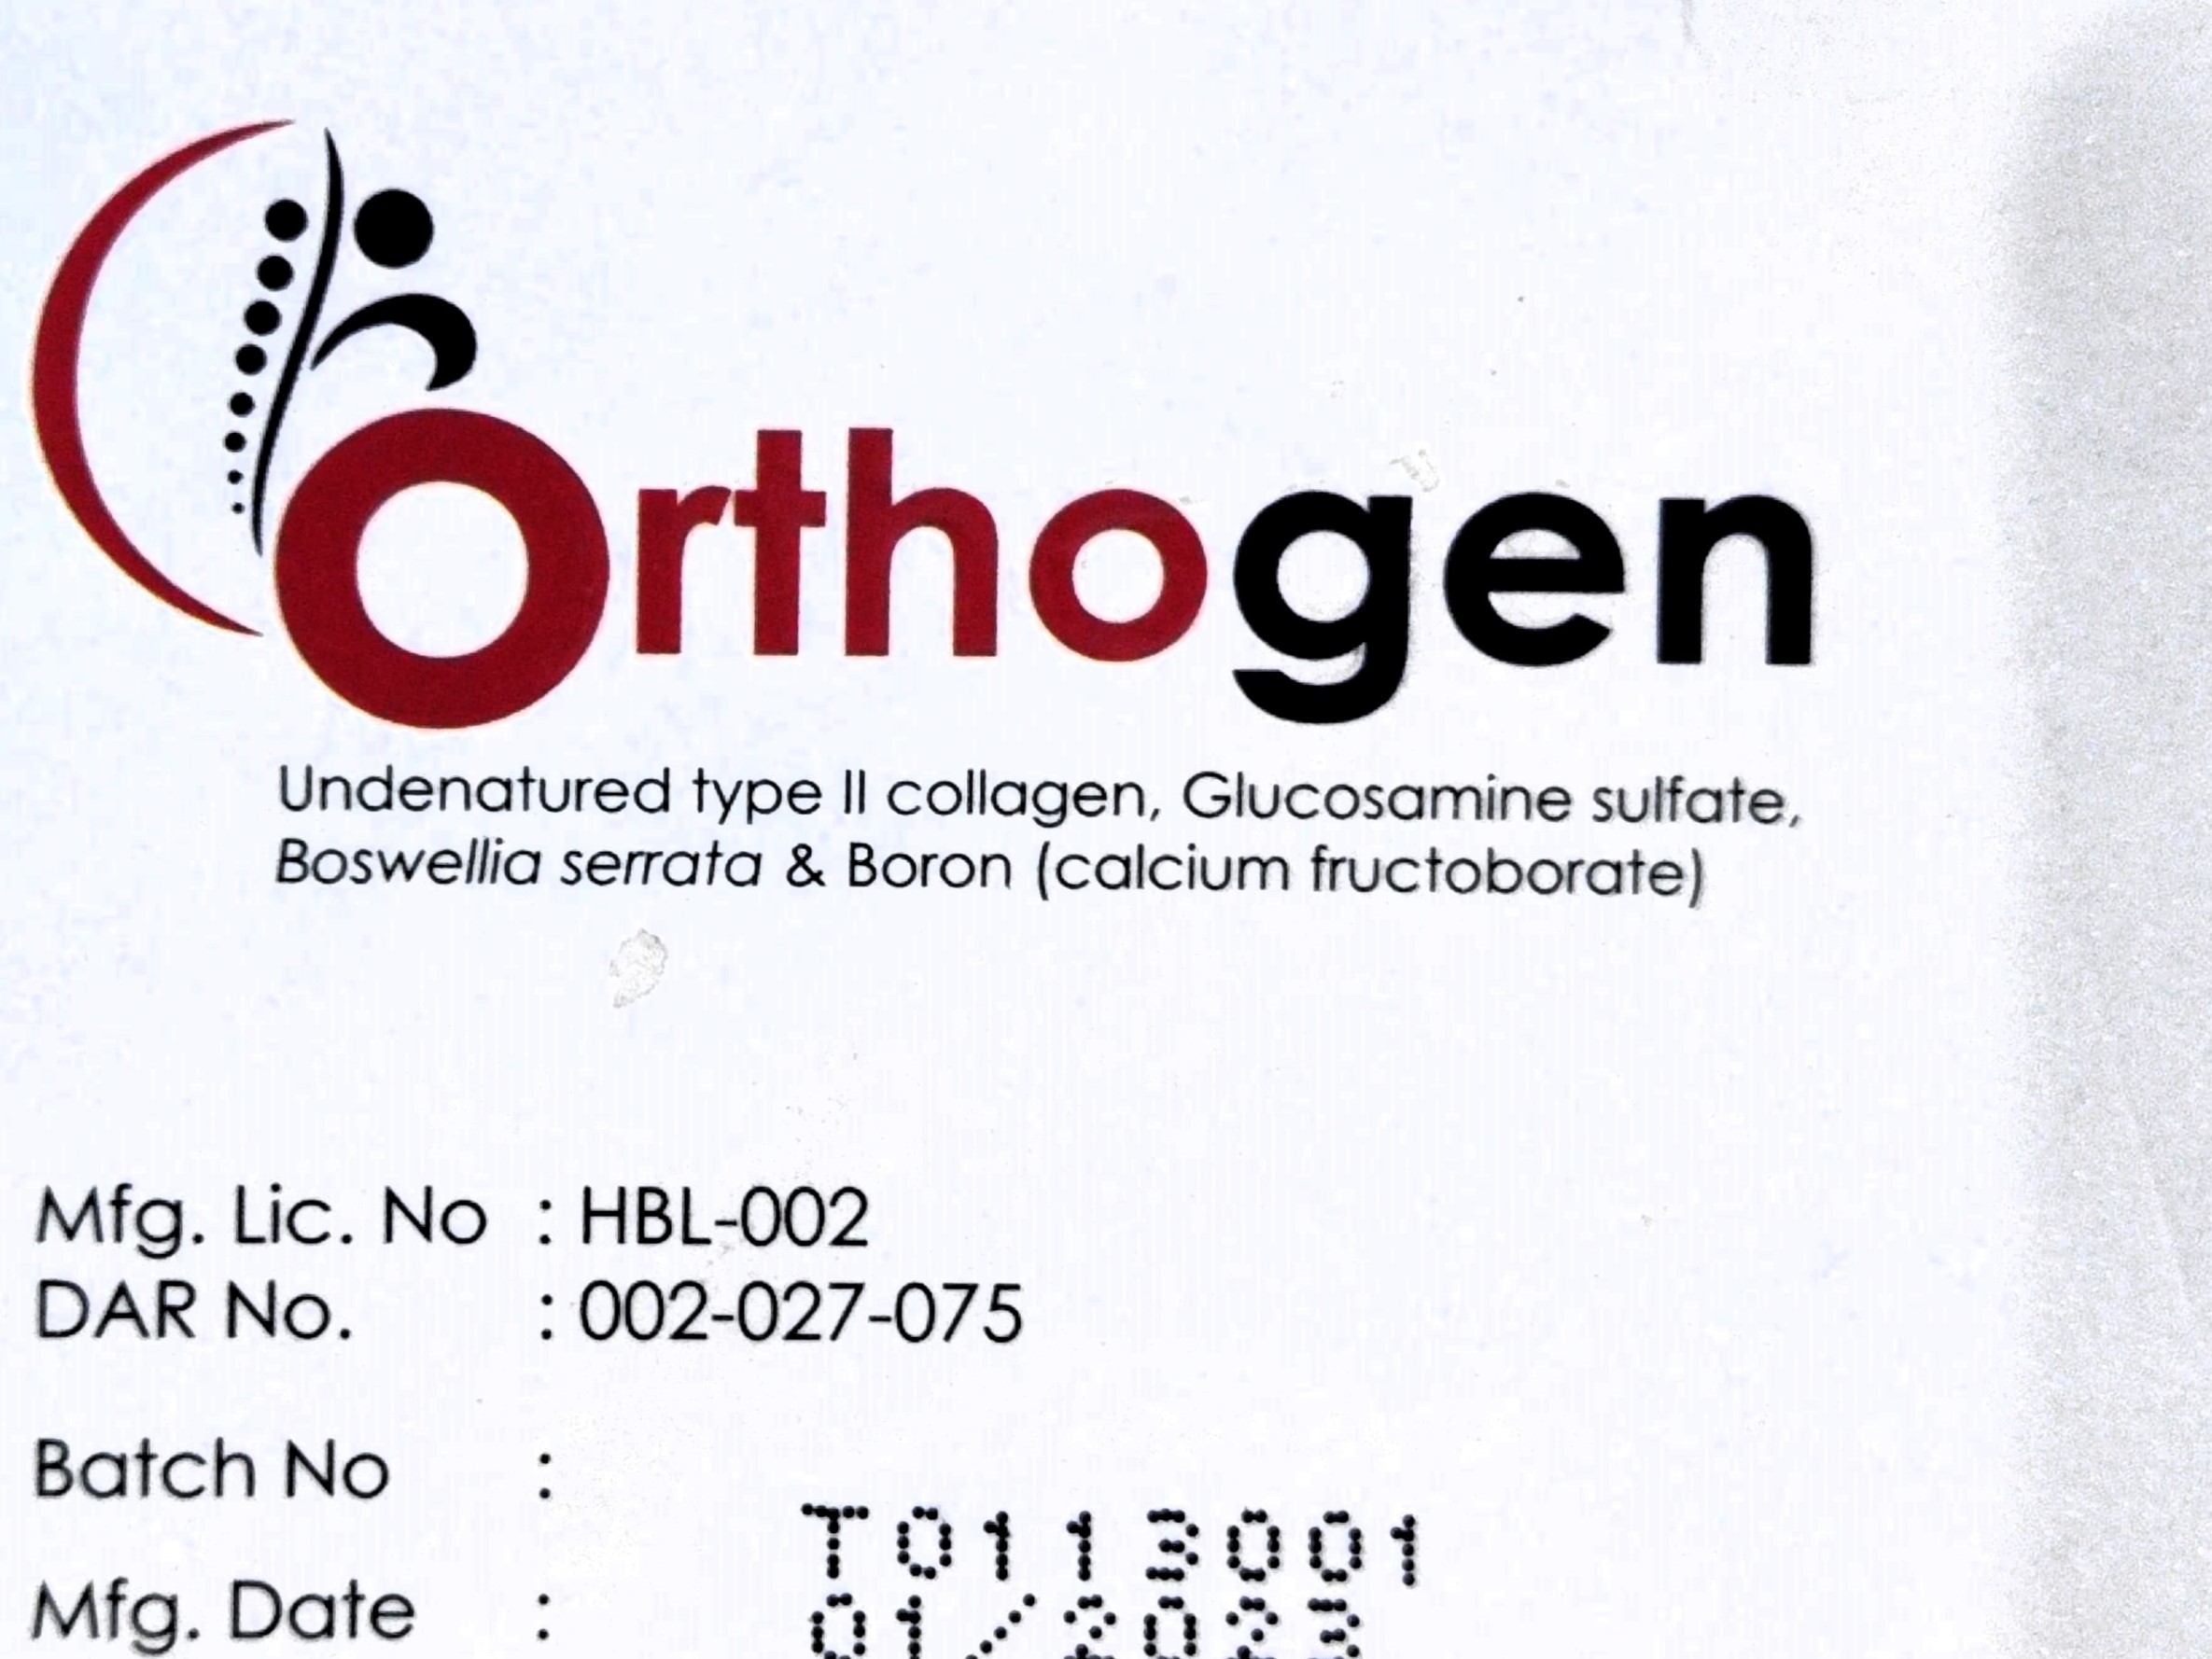 Orthogen
Undenatured type II collagen, Glucosamine sulfate,
Boswellia serrata & Boron (calcium fructoborate)
Mfg. Lic. No : HBL-002
DAR No. : 002-027-075
Batch No :
T0113001
Mfg. Date :
01/2023